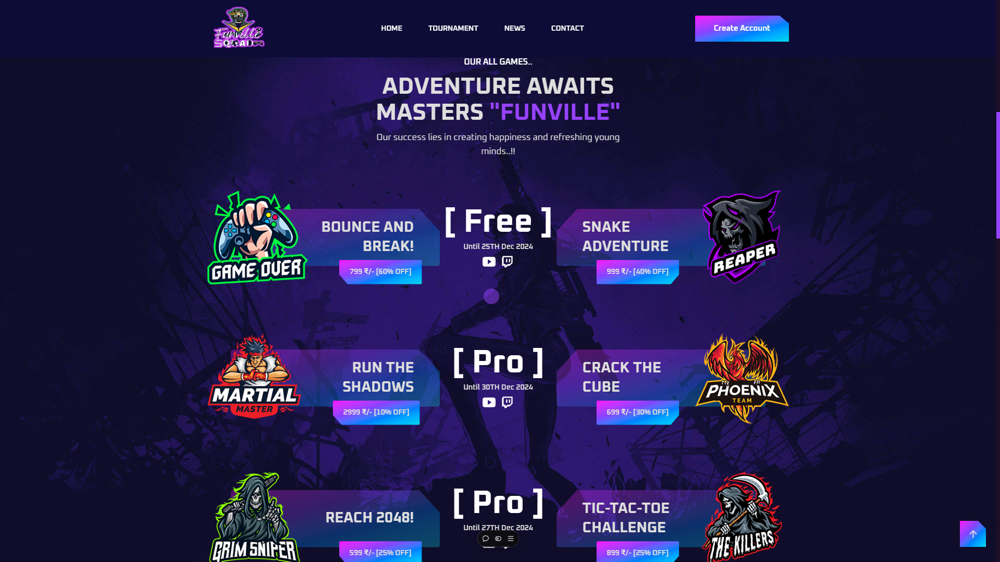 Funville
SQUAD
HOME
TOURNAMENT
NEWS
CONTACT
Create Account
OUR ALL GAMES..
ADVENTURE AWAITS
MASTERS "FUNVILLE"
Our success lies in creating happiness and refreshing young
minds..!!
GAME OVER
BOUNCE AND
BREAK!
799 ₹/- [60% OFF]
[ Free ]
Until 25TH Dec 2024
SNAKE
ADVENTURE
999 ₹/- [40% OFF]
REAPER
MARTIAL
MASTER
RUN THE
SHADOWS
2999 ₹/- [10% OFF]
[ Pro ]
Until 30TH Dec 2024
CRACK THE
CUBE
699 ₹/- [30% OFF]
PHOENIX
TEAM
GRIM SNIPER
REACH 2048!
599 ₹/- [25% OFF]
[ Pro ]
Until 27TH Dec 2024
TIC-TAC-TOE
CHALLENGE
899 ₹/- [25% OFF]
THE KILLERS